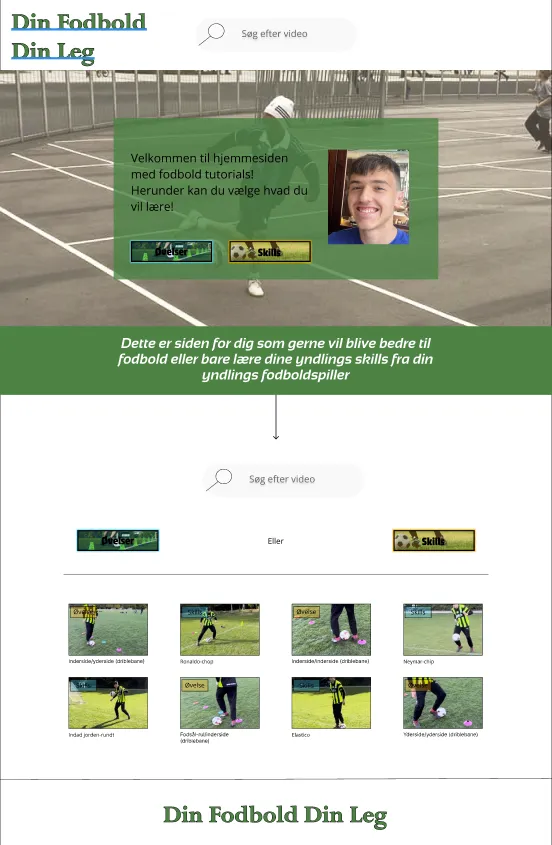 Din Fodbold
Din Leg
Søg efter video
Velkommen til hjemmesiden
med fodbold tutorials!
Herunder kan du vælge hvad du
vil lære!
Øvelser
Skills
Dette er siden for dig som gerne vil blive bedre til
fodbold eller bare lære dine yndlings skills fra din
yndlings fodboldspiller
Søg efter video
Øvelser
Eller
Skills
Øvelse
Skills
Øvelse
Skills
Inderside/yderside (driblebane)
Ronaldo-chop
Inderside/inderside (driblebane)
Neymar-chip
Skills
Øvelse
Skills
Øvelse
Indad jorden-rundt
Fodsål-rul/inderside
(driblebane)
Elastico
Yderside/yderside (driblebane)
Din Fodbold Din Leg